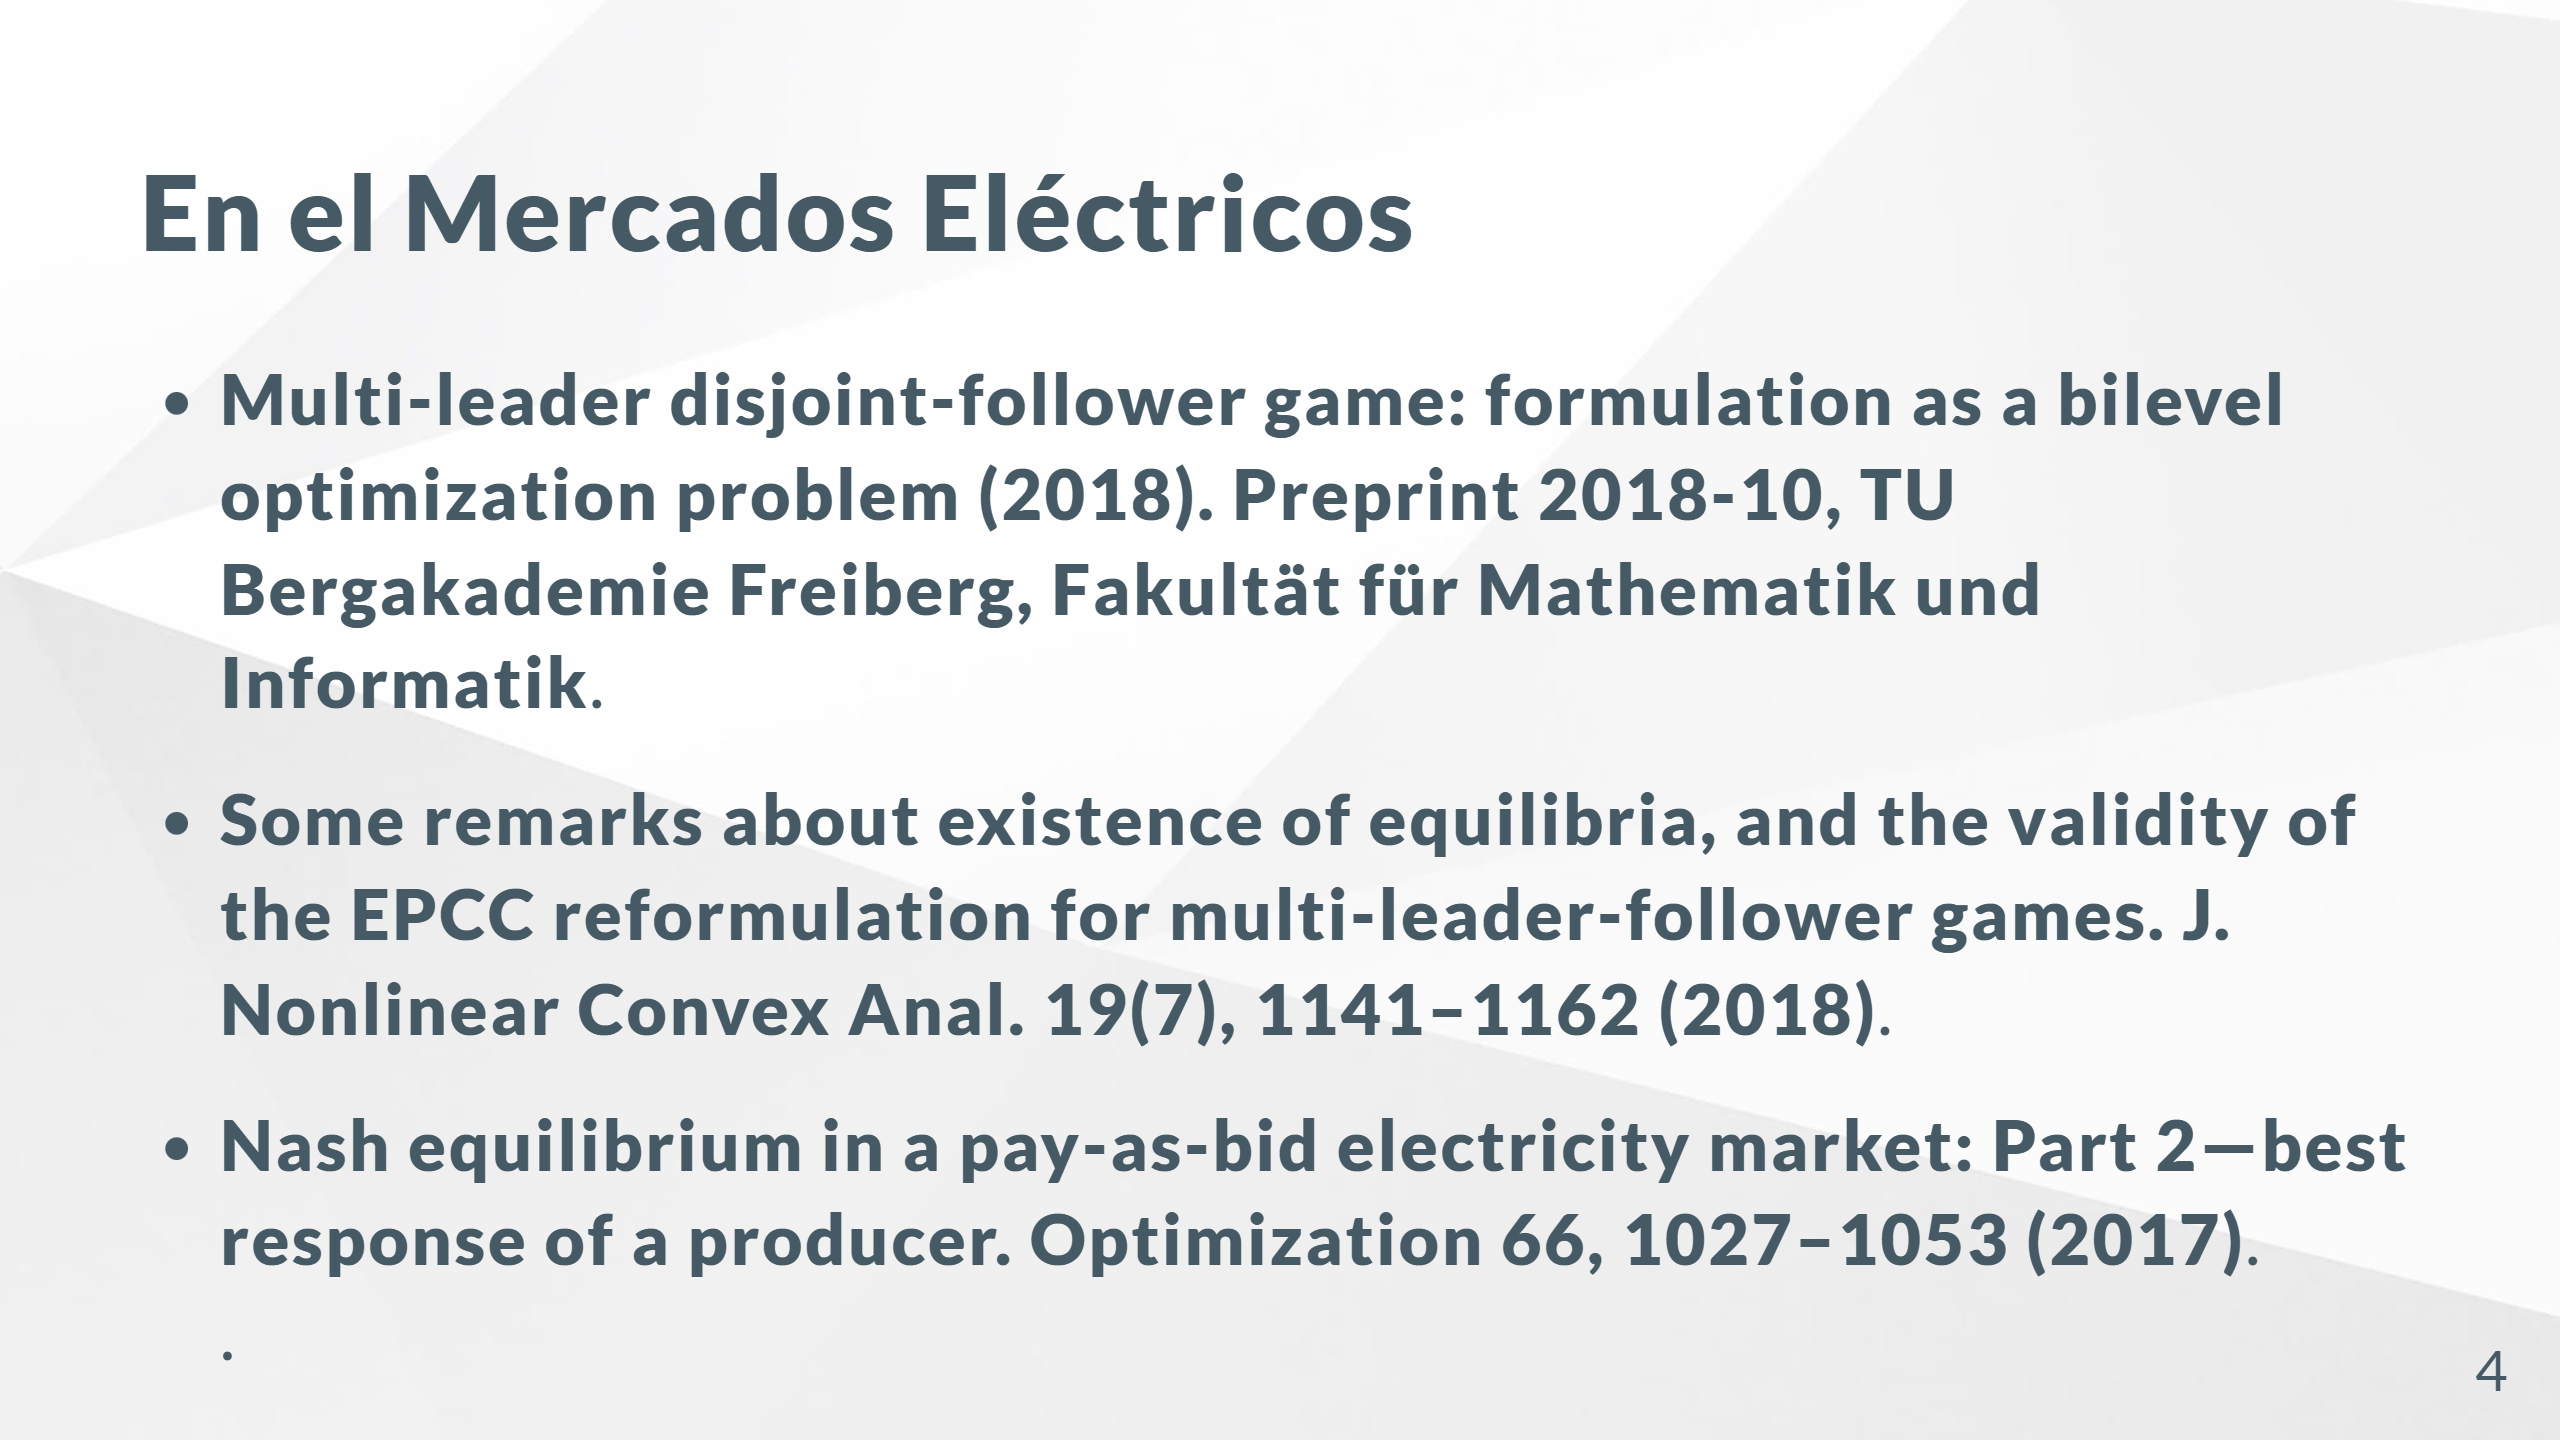 En el Mercados Eléctricos
• Multi-leader disjoint-follower game: formulation as a bilevel
optimization problem (2018). Preprint 2018-10, TU
Bergakademie Freiberg, Fakultät für Mathematik und
Informatik.
• Some remarks about existence of equilibria, and the validity of
the EPCC reformulation for multi-leader-follower games. J.
Nonlinear Convex Anal. 19(7), 1141–1162 (2018).
• Nash equilibrium in a pay-as-bid electricity market: Part 2—best
response of a producer. Optimization 66, 1027–1053 (2017).
.
4